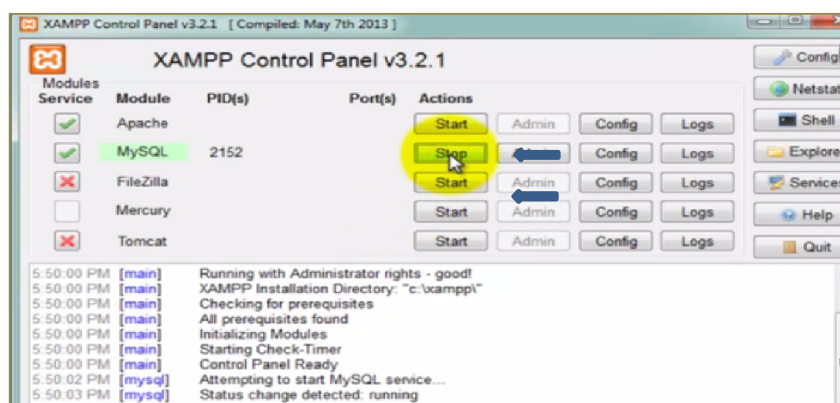 XAMPP Control Panel v3.2.1 [ Compiled: May 7th 2013 ]
XAMPP Control Panel v3.2.1
Config
Modules
Service Module PID(s) Port(s) Actions
Netstat
Apache Start Admin Config Logs Shell
MySQL 2152 Stop Config Logs Explore
FileZilla Start Admin Config Logs Services
Mercury Start Admin Config Logs Help
Tomcat Start Admin Config Logs Quit
5:50:00 PM [main] Running with Administrator rights - good!
5:50:00 PM [main] XAMPP Installation Directory: "c:\xampp\"
5:50:00 PM [main] Checking for prerequisites
5:50:00 PM [main] All prerequisites found
5:50:00 PM [main] Initializing Modules
5:50:00 PM [main] Starting Check-Timer
5:50:00 PM [main] Control Panel Ready
5:50:02 PM [mysql] Attempting to start MySQL service...
5:50:03 PM [mysql] Status change detected: running